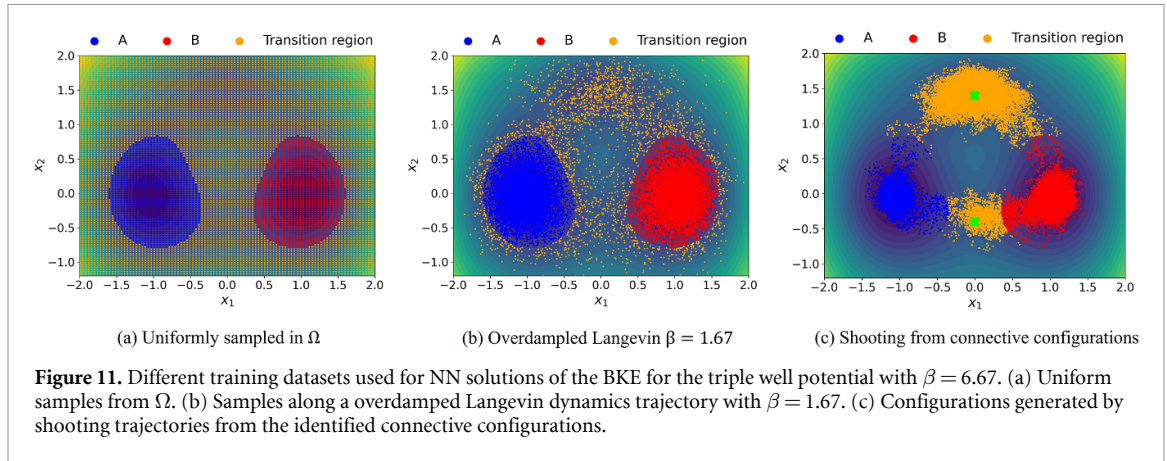 A B Transition region
2.0
1.5
1.0
0.5
0.0
−0.5
−1.0
x2
−2.0 −1.5 −1.0 −0.5 0.0 0.5 1.0 1.5 2.0
x1
(a) Uniformly sampled in Ω
A B Transition region
2.0
1.5
1.0
0.5
0.0
−0.5
−1.0
x2
−2.0 −1.5 −1.0 −0.5 0.0 0.5 1.0 1.5 2.0
x1
(b) Overdampled Langevin β = 1.67
A B Transition region
2.0
1.5
1.0
0.5
0.0
−0.5
−1.0
x2
−2.0 −1.5 −1.0 −0.5 0.0 0.5 1.0 1.5 2.0
x1
(c) Shooting from connective configurations
Figure 11. Different training datasets used for NN solutions of the BKE for the triple well potential with β = 6.67. (a) Uniform
samples from Ω. (b) Samples along a overdamped Langevin dynamics trajectory with β = 1.67. (c) Configurations generated by
shooting trajectories from the identified connective configurations.